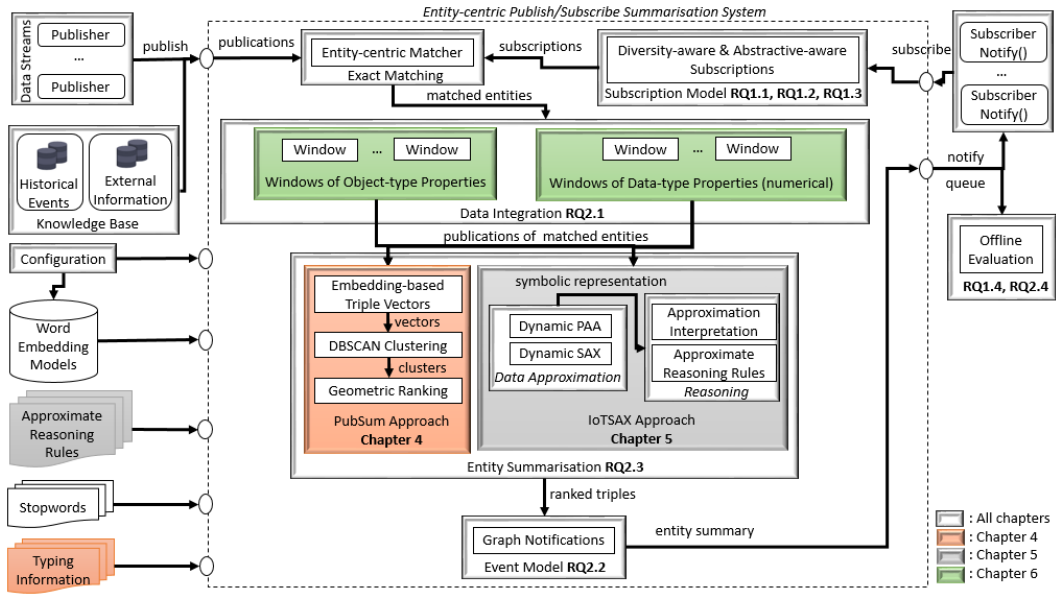 Entity-centric Publish/Subscribe Summarisation System
Data Streams
Publisher
...
Publisher
publish
publications
Entity-centric Matcher
Exact Matching
subscriptions
Diversity-aware & Abstractive-aware
Subscriptions
Subscription Model RQ1.1, RQ1.2, RQ1.3
subscribe
Subscriber
Notify()
...
Subscriber
Notify()
matched entities
Historical
Events
External
Information
Knowledge Base
Window
...
Window
Windows of Object-type Properties
Window
...
Window
Windows of Data-type Properties (numerical)
Data Integration RQ2.1
notify
queue
Offline
Evaluation
RQ1.4, RQ2.4
publications of matched entities
Configuration
Word
Embedding
Models
Approximate
Reasoning
Rules
Stopwords
Typing
Information
Embedding-based
Triple Vectors
vectors
DBSCAN Clustering
clusters
Geometric Ranking
PubSum Approach
Chapter 4
symbolic representation
Dynamic PAA
Dynamic SAX
Data Approximation
Approximation
Interpretation
Approximate
Reasoning Rules
Reasoning
IoTSAX Approach
Chapter 5
Entity Summarisation RQ2.3
ranked triples
Graph Notifications
Event Model RQ2.2
entity summary
: All chapters
: Chapter 4
: Chapter 5
: Chapter 6